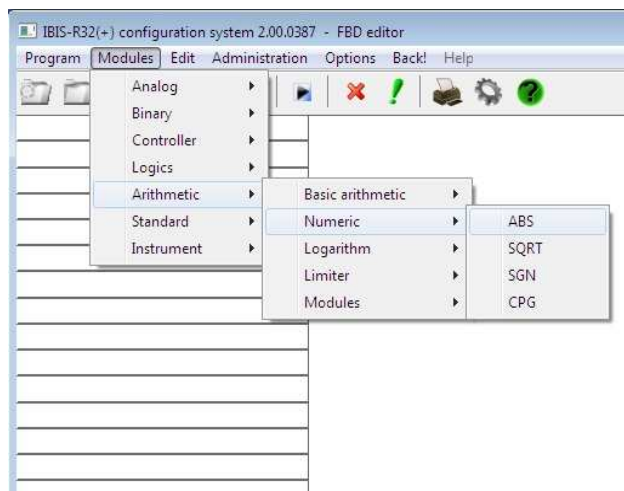 IBIS-R32(+) configuration system 2.00.0387 - FBD editor
Program Modules Edit Administration Options Back! Help
Analog
Binary
Controller
Logics
Arithmetic
Standard
Instrument
Basic arithmetic
Numeric
Logarithm
Limiter
Modules
ABS
SQRT
SGN
CPG